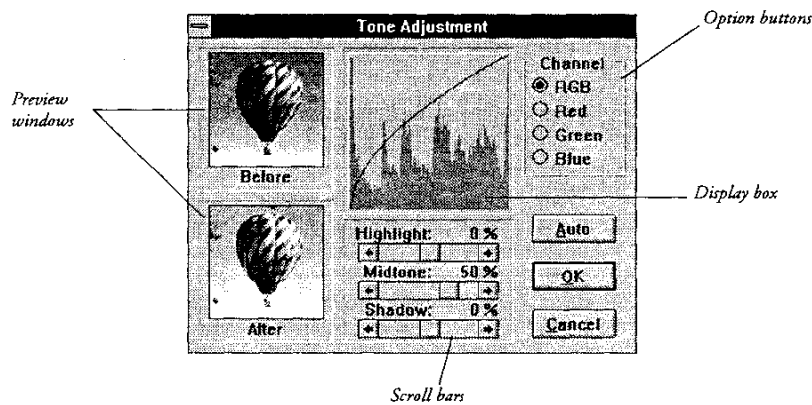 Tone Adjustment
Option buttons
Channel
RGB
Red
Green
Blue
Preview
windows
Before
Display box
After
Highlight: 0 %
Midtone: 50 %
Shadow: 0 %
Auto
OK
Cancel
Scroll bars